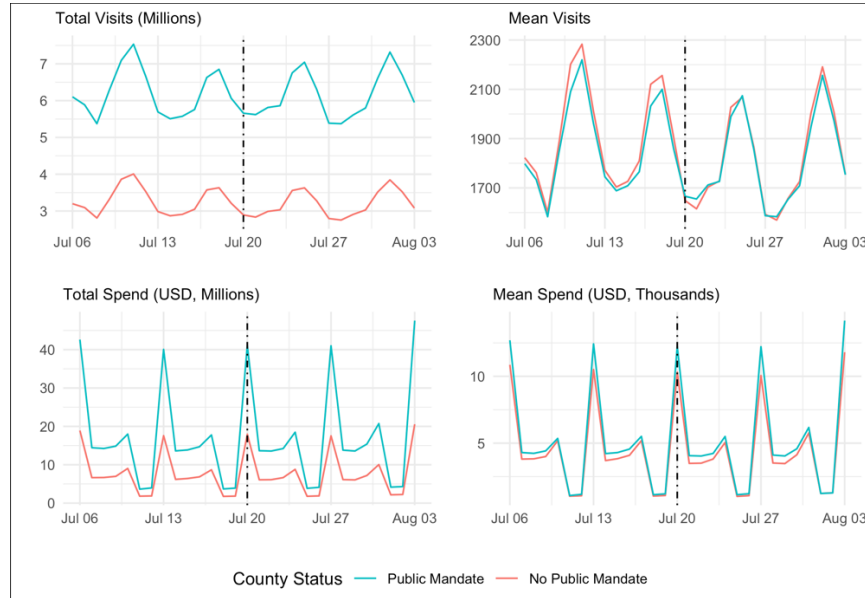 Total Visits (Millions)
7
6
5
4
3
Jul 06 Jul 13 Jul 20 Jul 27 Aug 03
Mean Visits
2300
2100
1900
1700
Jul 06 Jul 13 Jul 20 Jul 27 Aug 03
Total Spend (USD, Millions)
40
30
20
10
0
Jul 06 Jul 13 Jul 20 Jul 27 Aug 03
Mean Spend (USD, Thousands)
10
5
Jul 06 Jul 13 Jul 20 Jul 27 Aug 03
County Status Public Mandate No Public Mandate